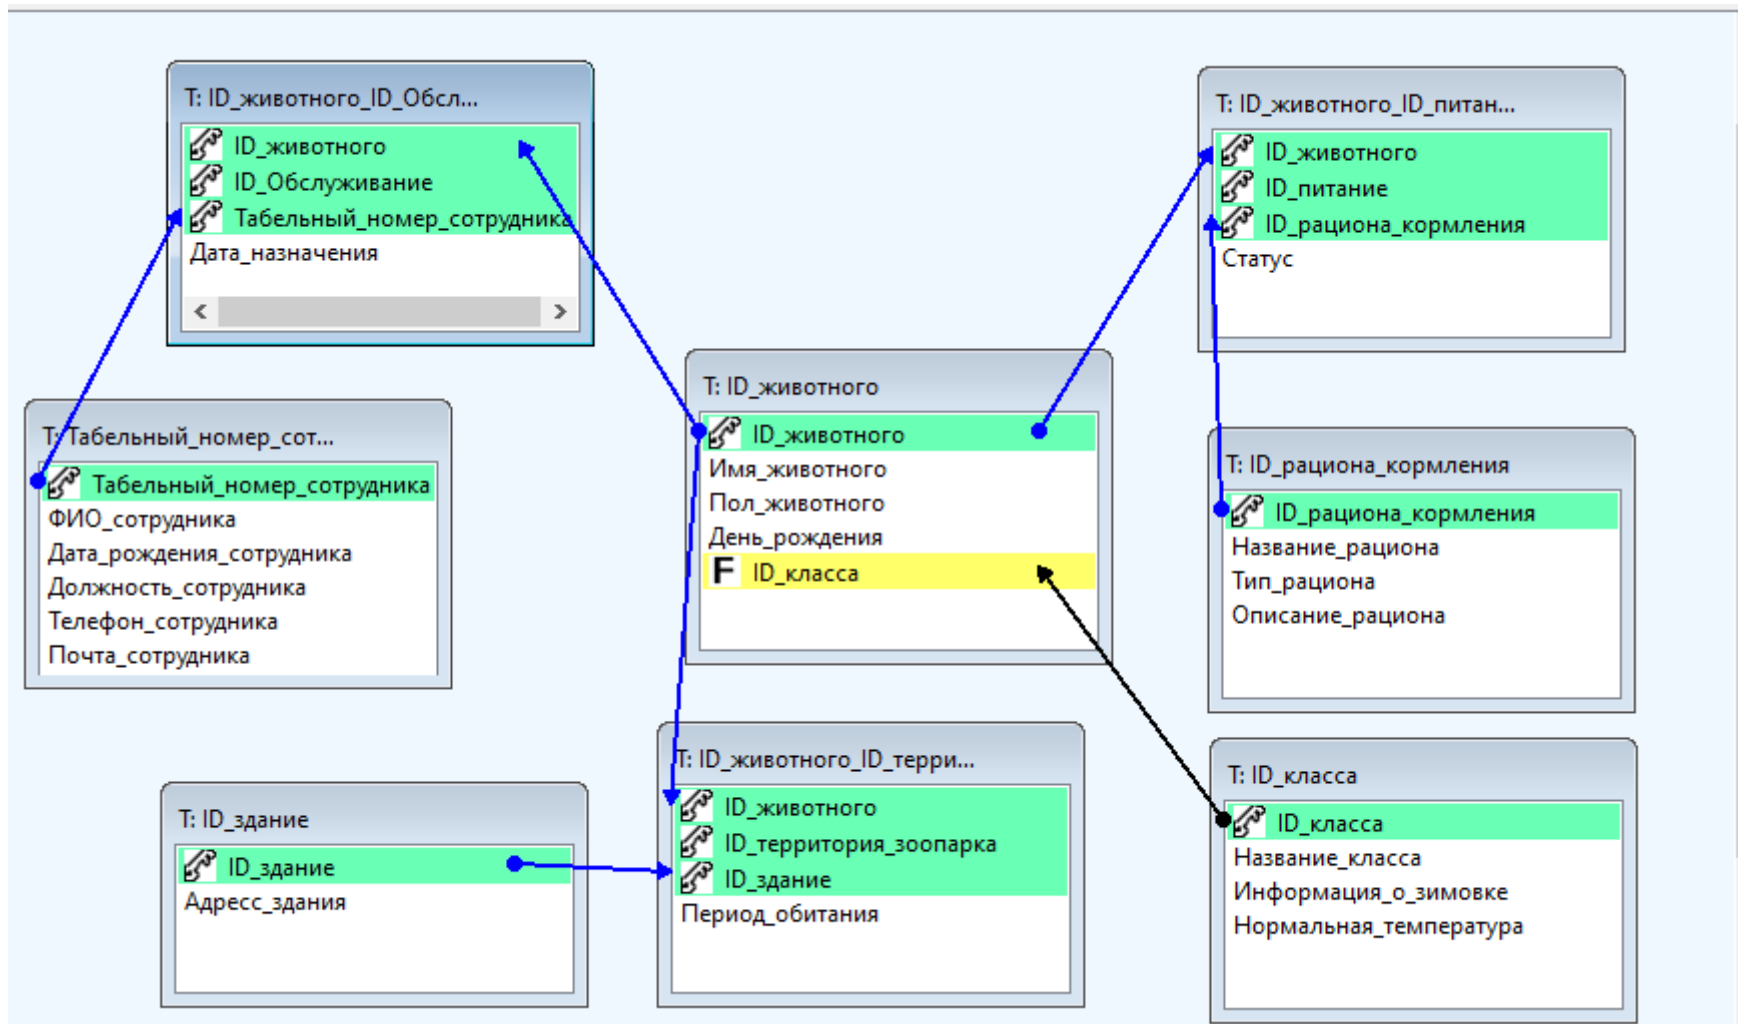 T: ID_животного_ID_Обсл...
ID_животного
ID_Обслуживание
Табельный_номер_сотрудника
Дата_назначения
T: ID_животного_ID_питан...
ID_животного
ID_питание
ID_рациона_кормления
Статус
T: Табельный_номер_сот...
Табельный_номер_сотрудника
ФИО_сотрудника
Дата_рождения_сотрудника
Должность_сотрудника
Телефон_сотрудника
Почта_сотрудника
T: ID_животного
ID_животного
Имя_животного
Пол_животного
День_рождения
F ID_класса
T: ID_рациона_кормления
ID_рациона_кормления
Название_рациона
Тип_рациона
Описание_рациона
T: ID_здание
ID_здание
Адресс_здания
T: ID_животного_ID_терри...
ID_животного
ID_территория_зоопарка
ID_здание
Период_обитания
T: ID_класса
ID_класса
Название_класса
Информация_о_зимовке
Нормальная_температура